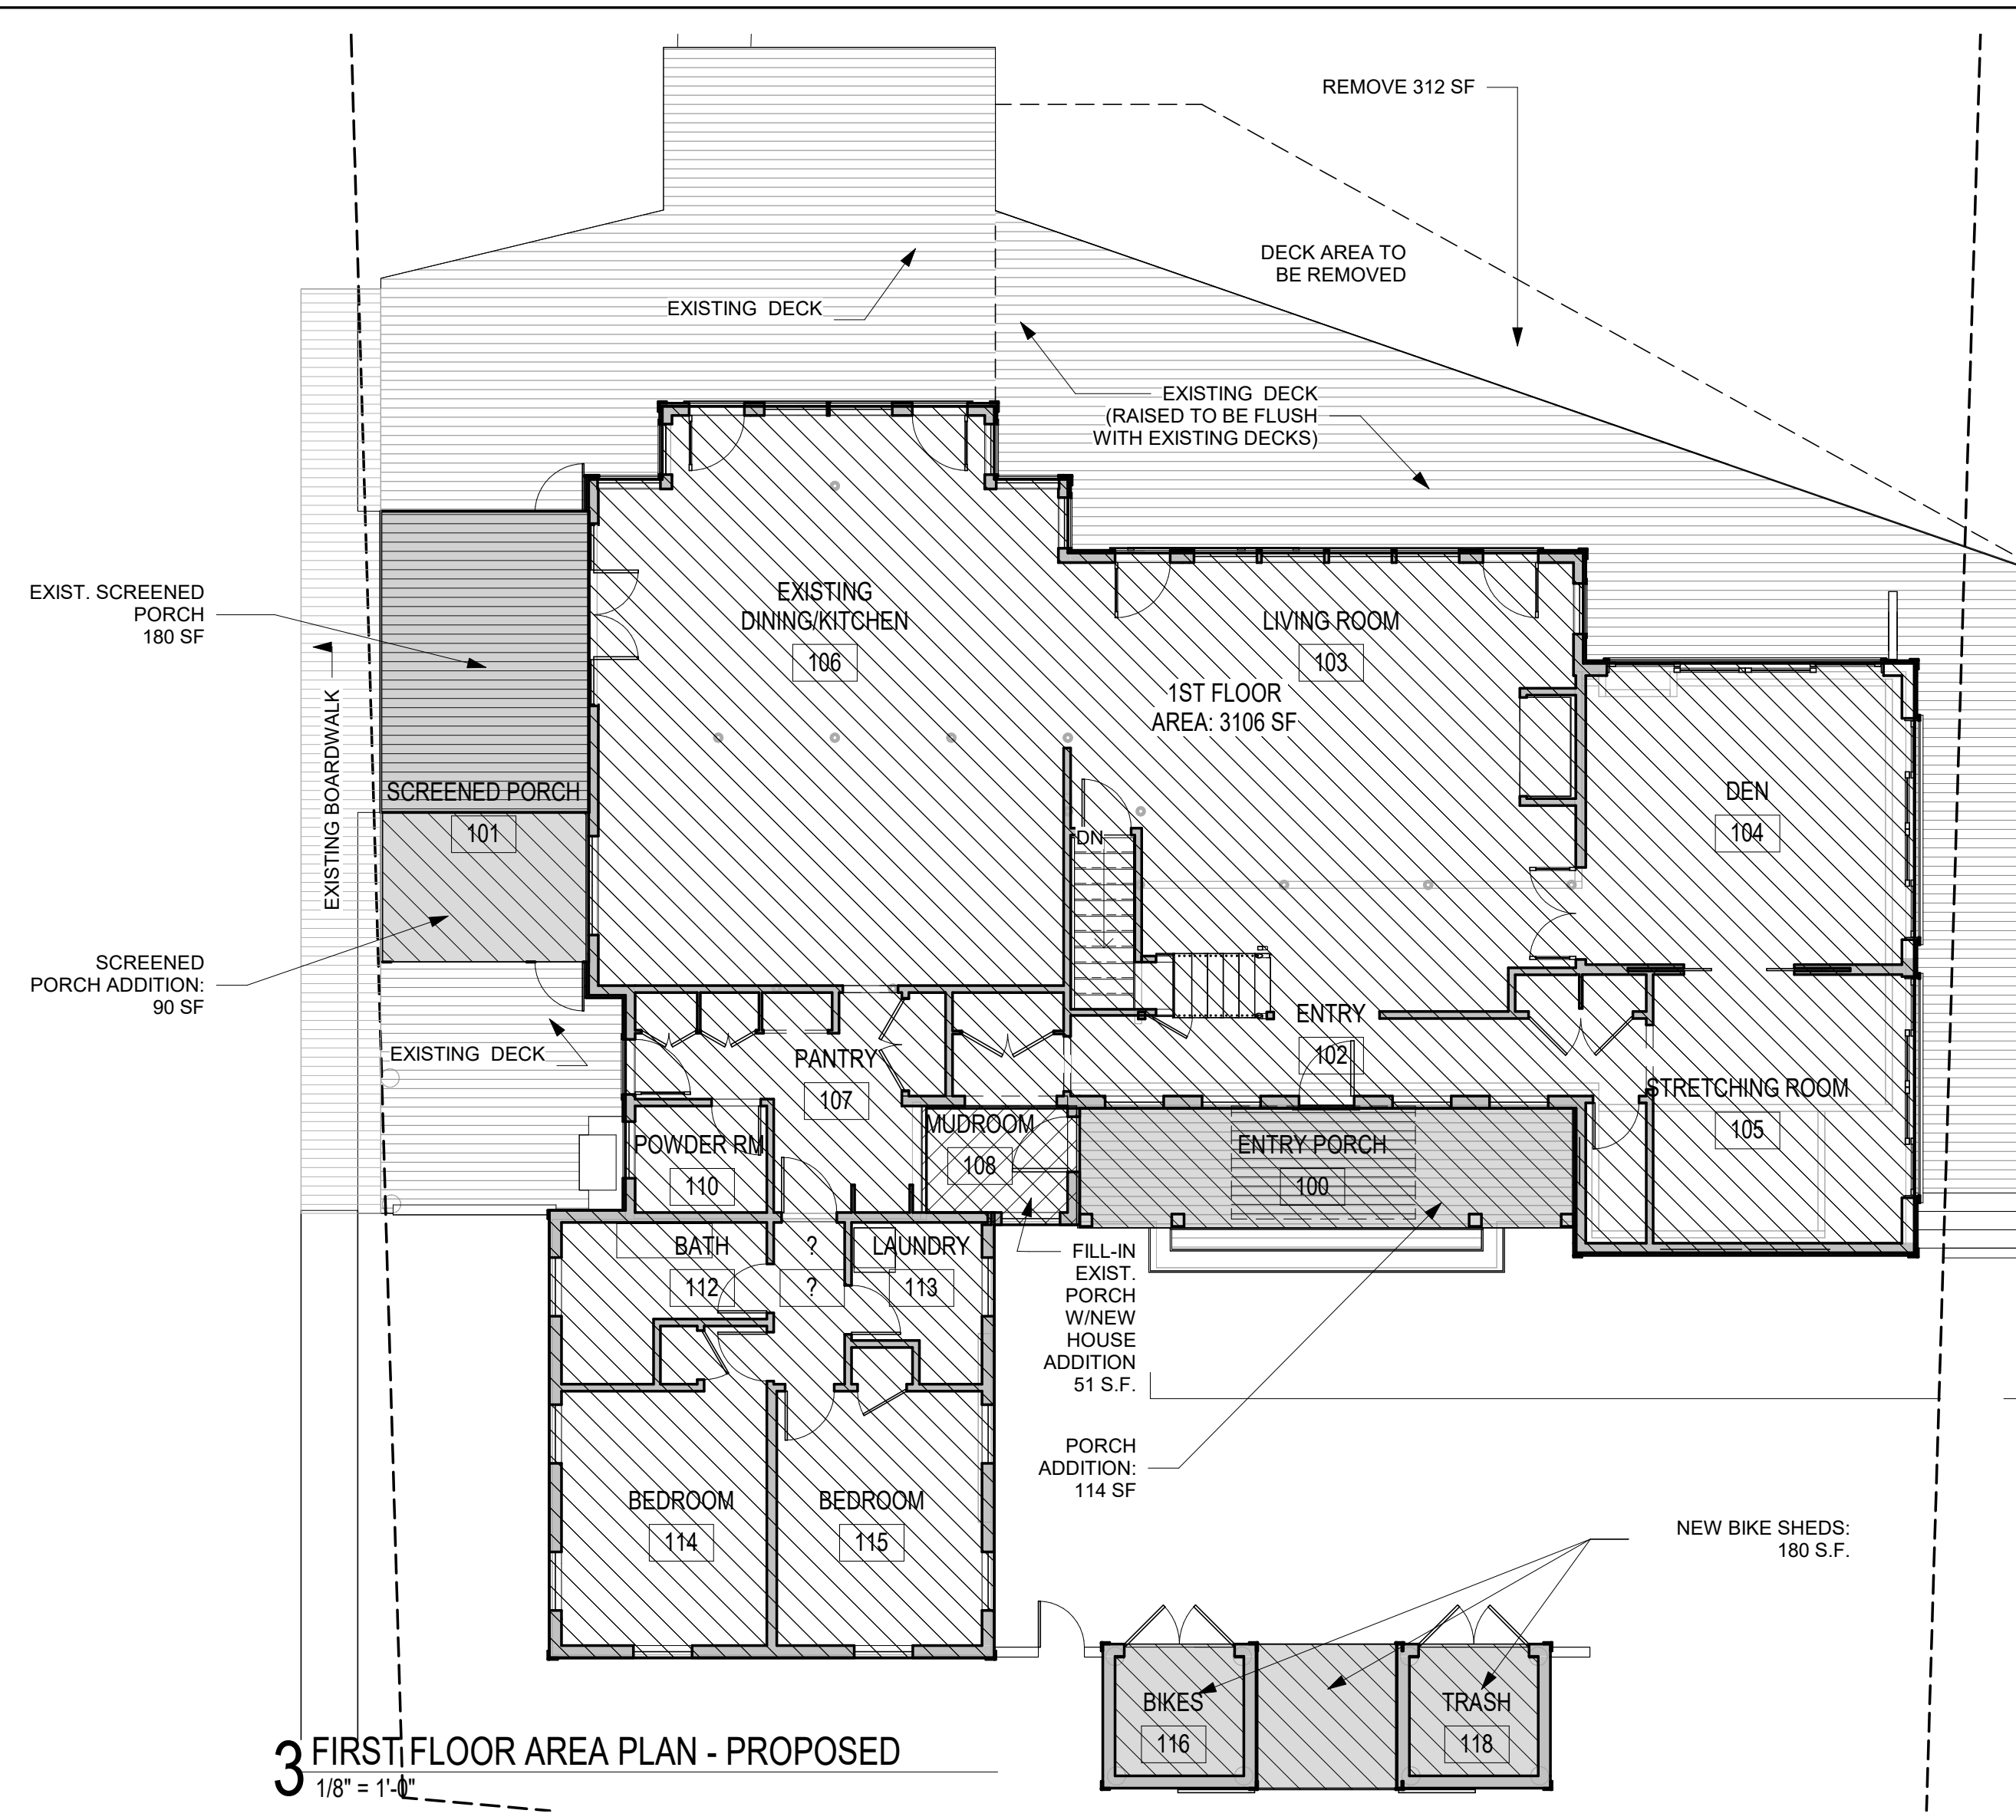 REMOVE 312 SF
DECK AREA TO
BE REMOVED
EXISTING DECK
EXISTING DECK
(RAISED TO BE FLUSH
WITH EXISTING DECKS)
EXIST. SCREENED
PORCH
180 SF
EXISTING
DINING/KITCHEN
106
LIVING ROOM
103
1ST FLOOR
AREA: 3106 SF
EXISTING BOARDWALK
SCREENED PORCH
101
DEN
104
DN
SCREENED
PORCH ADDITION:
90 SF
EXISTING DECK
PANTRY
107
ENTRY
102
STRETCHING ROOM
105
MUDROOM
108
POWDER RM
110
ENTRY PORCH
100
BATH
112
?
?
LAUNDRY
113
FILL-IN
EXIST.
PORCH
W/NEW
HOUSE
ADDITION
51 S.F.
PORCH
ADDITION:
114 SF
BEDROOM
114
BEDROOM
115
NEW BIKE SHEDS:
180 S.F.
BIKES
116
TRASH
118
3 FIRST FLOOR AREA PLAN - PROPOSED
1/8" = 1'-0"